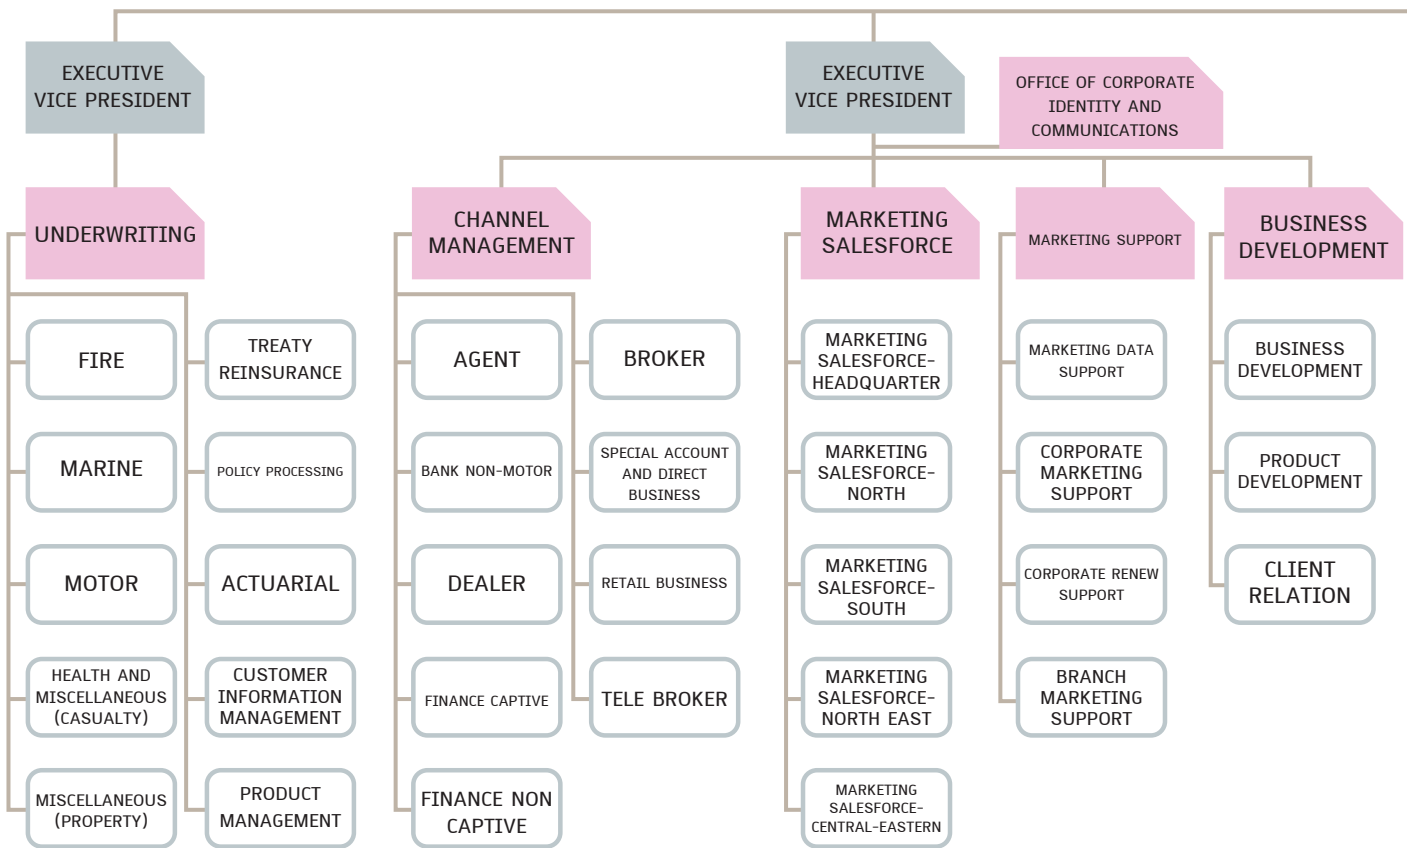 EXECUTIVE
VICE PRESIDENT
EXECUTIVE
VICE PRESIDENT
OFFICE OF CORPORATE
IDENTITY AND
COMMUNICATIONS
UNDERWRITING
CHANNEL
MANAGEMENT
MARKETING
SALESFORCE
MARKETING SUPPORT
BUSINESS
DEVELOPMENT
FIRE
MARINE
MOTOR
HEALTH AND
MISCELLANEOUS
(CASUALTY)
MISCELLANEOUS
(PROPERTY)
TREATY
REINSURANCE
POLICY PROCESSING
ACTUARIAL
CUSTOMER
INFORMATION
MANAGEMENT
PRODUCT
MANAGEMENT
AGENT
BANK NON-MOTOR
DEALER
FINANCE CAPTIVE
FINANCE NON
CAPTIVE
BROKER
SPECIAL ACCOUNT
AND DIRECT
BUSINESS
RETAIL BUSINESS
TELE BROKER
MARKETING
SALESFORCE-
HEADQUARTER
MARKETING
SALESFORCE-
NORTH
MARKETING
SALESFORCE-
SOUTH
MARKETING
SALESFORCE-
NORTH EAST
MARKETING
SALESFORCE-
CENTRAL-EASTERN
MARKETING DATA
SUPPORT
CORPORATE
MARKETING
SUPPORT
CORPORATE RENEW
SUPPORT
BRANCH
MARKETING
SUPPORT
BUSINESS
DEVELOPMENT
PRODUCT
DEVELOPMENT
CLIENT
RELATION